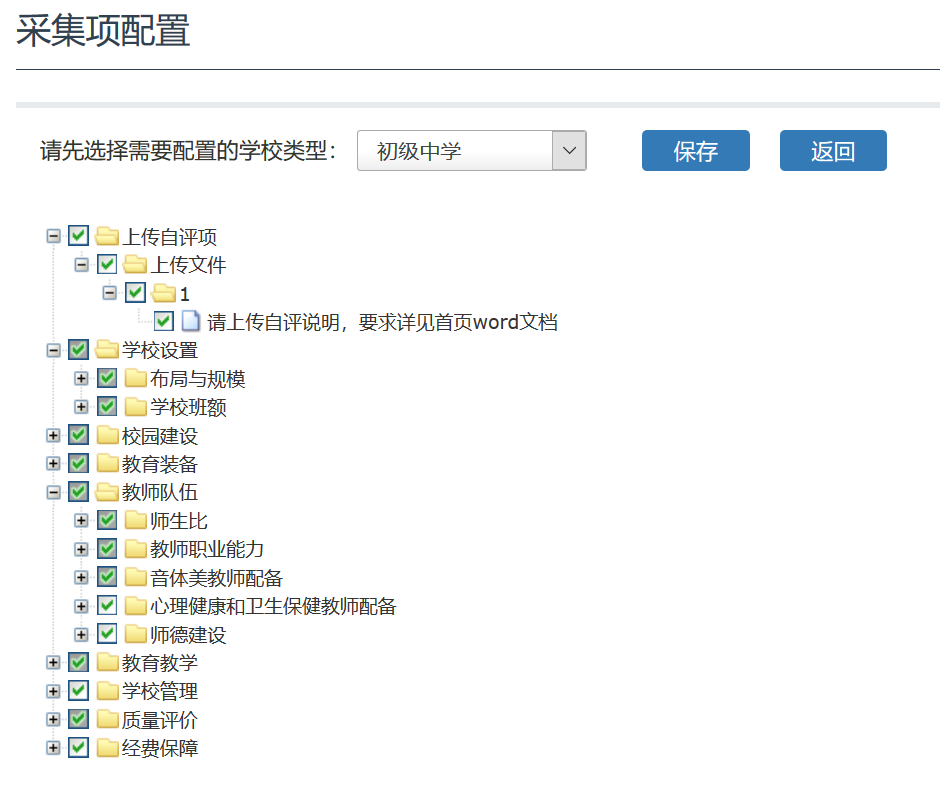 采集项配置
请先选择需要配置的学校类型： 初级中学 保存 返回
上传自评项
上传文件
1
请上传自评说明，要求详见首页word文档
学校设置
布局与规模
学校班额
校园建设
教育装备
教师队伍
师生比
教师职业能力
音体美教师配备
心理健康和卫生保健教师配备
师德建设
教育教学
学校管理
质量评价
经费保障